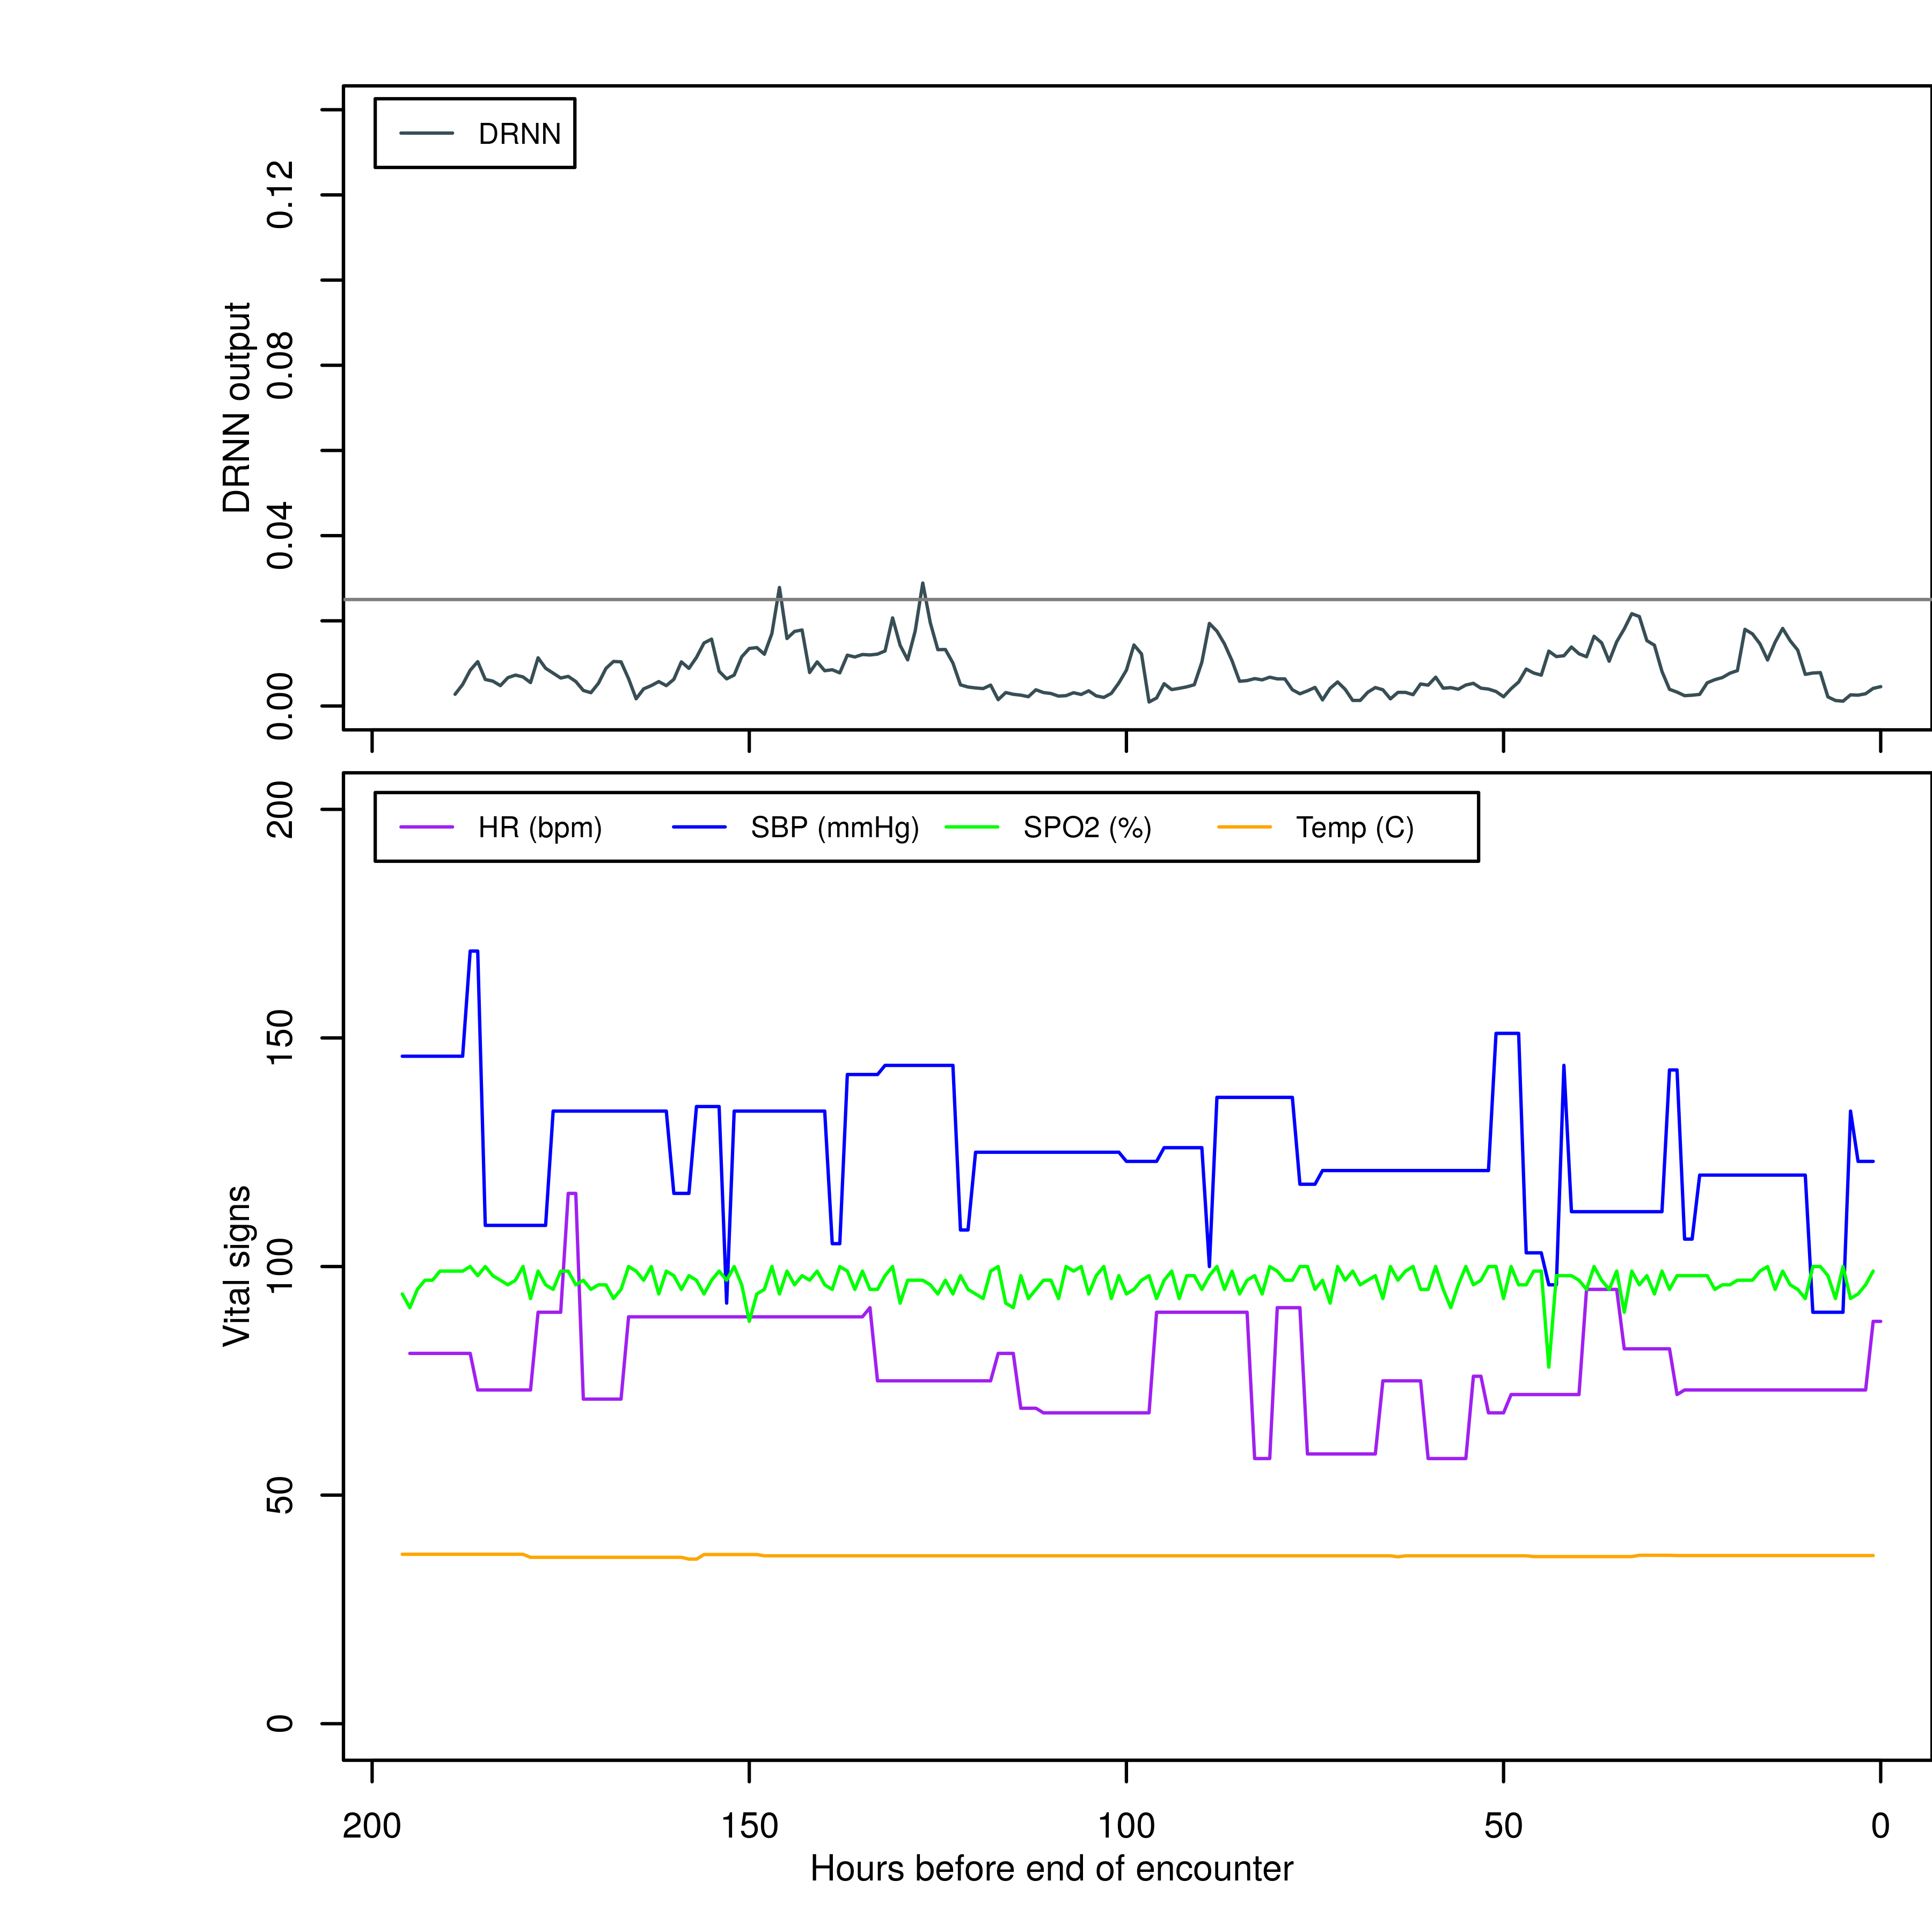 DRNN
0.12
0.08
0.04
0.00
DRNN output
HR (bpm) SBP (mmHg) SPO2 (%) Temp (C)
200
150
100
50
0
Vital signs
200 150 100 50 0
Hours before end of encounter